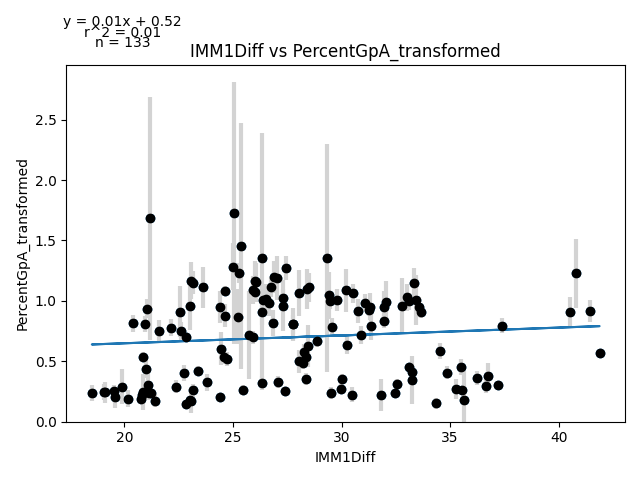 y = 0.01x + 0.52
r^2 = 0.01
n = 133
IMM1Diff vs PercentGpA_transformed
PercentGpA_transformed
2.5
2.0
1.5
1.0
0.5
0.0
20 25 30 35 40
IMM1Diff